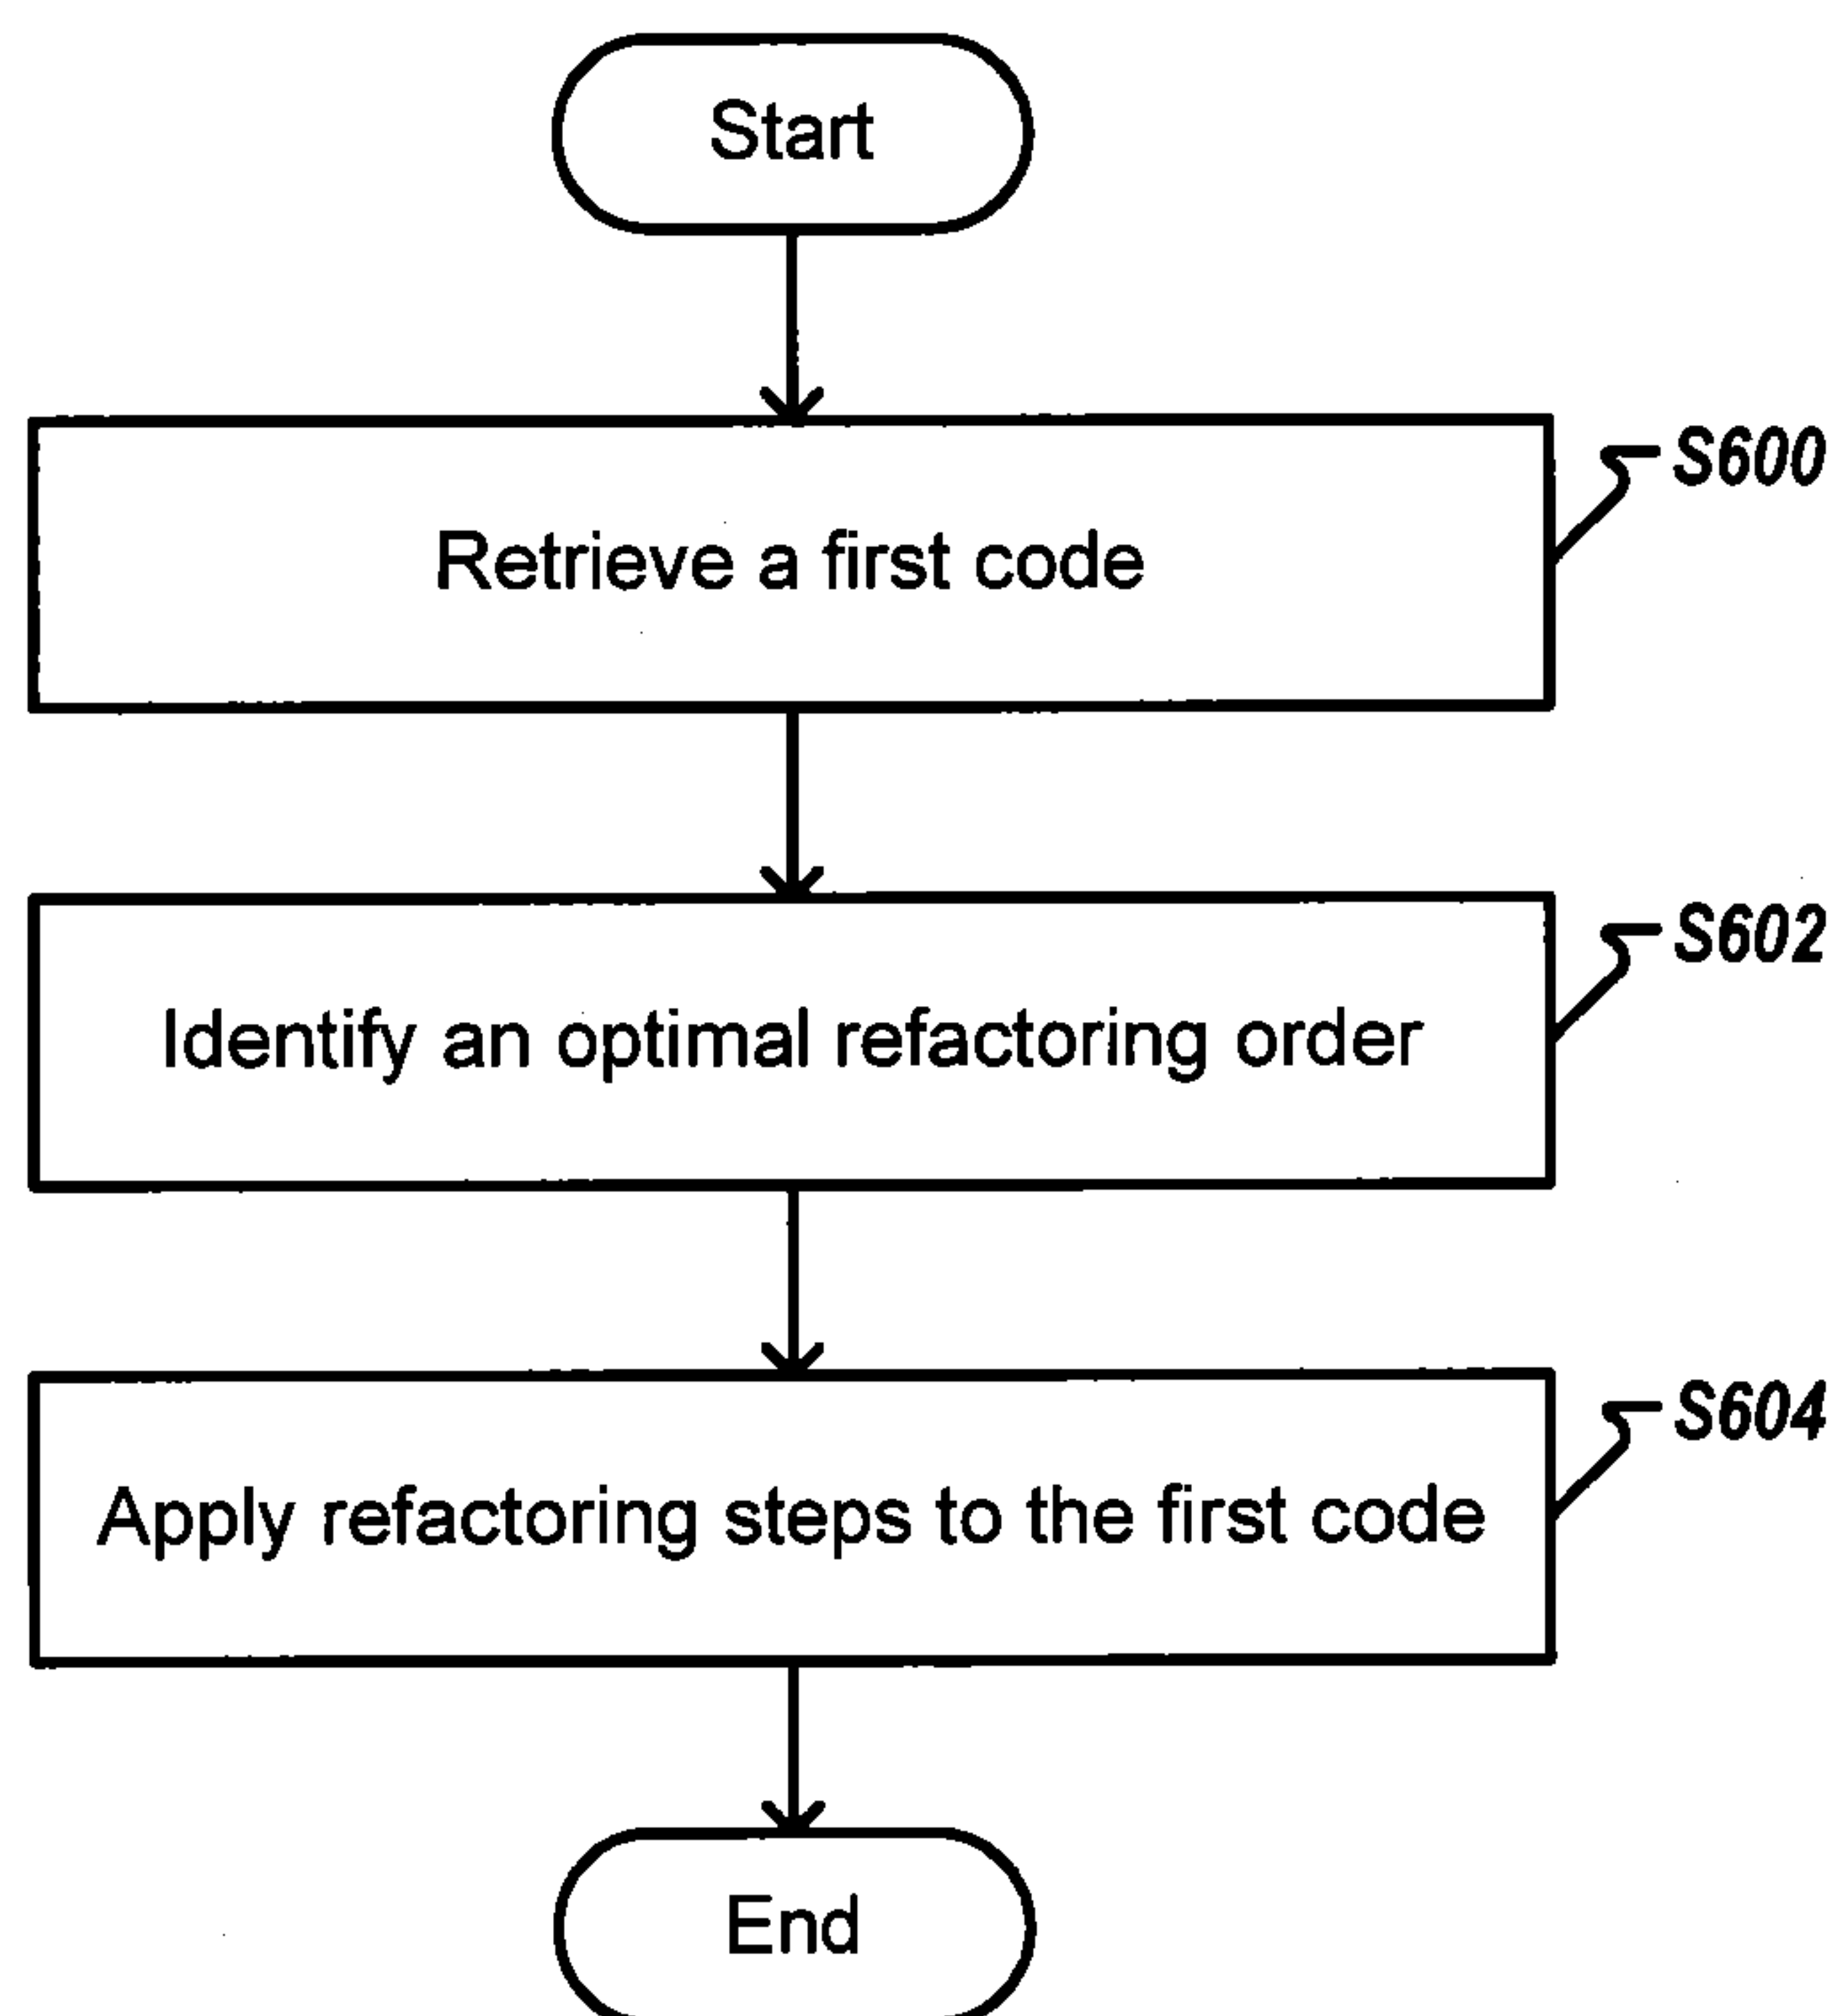 Start
S600
Retrieve a first code
S602
Identify an optimal refactoring order
S604
Apply refactoring steps to the first code
End